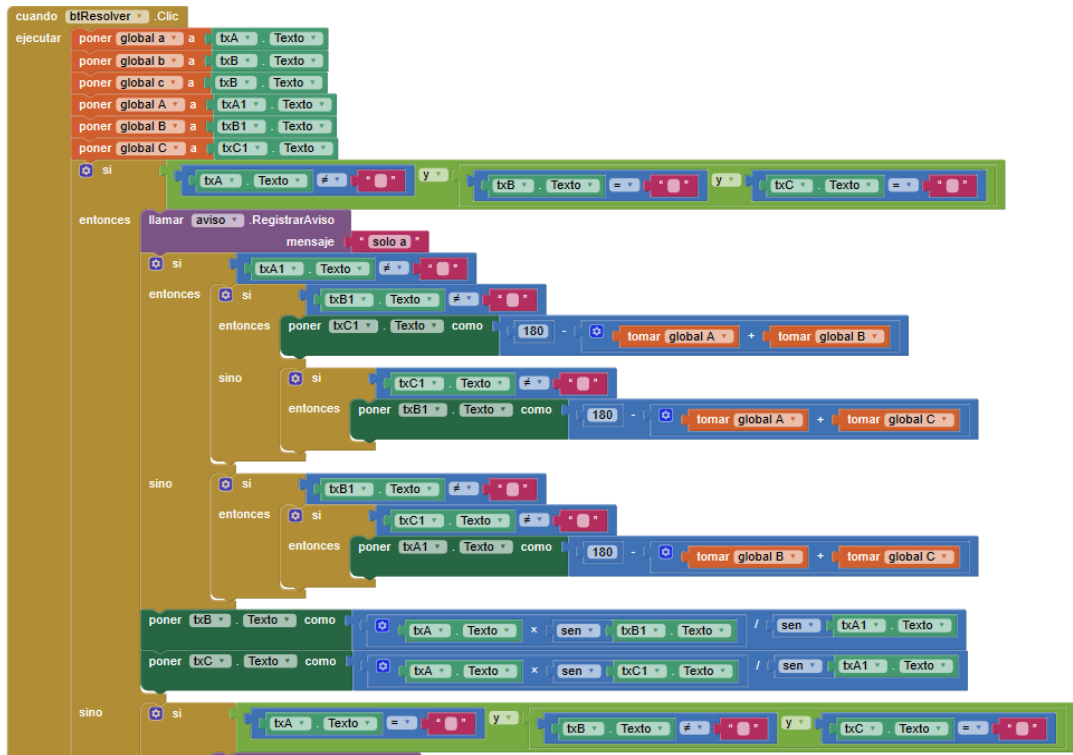 cuando btResolver .Clic
ejecutar poner global a a txA . Texto
poner global b a txB . Texto
poner global c a txB . Texto
poner global A a txA1 . Texto
poner global B a txB1 . Texto
poner global C a txC1 . Texto
si txA . Texto ≠ " " y txB . Texto = " " y txC . Texto = " "
entonces llamar aviso .RegistrarAviso
mensaje " solo a "
si txA1 . Texto ≠ " "
entonces si txB1 . Texto ≠ " "
entonces poner txC1 . Texto como 180 - tomar global A + tomar global B
sino si txC1 . Texto ≠ " "
entonces poner txB1 . Texto como 180 - tomar global A + tomar global C
sino si txB1 . Texto ≠ " "
entonces si txC1 . Texto ≠ " "
entonces poner txA1 . Texto como 180 - tomar global B + tomar global C
poner txB . Texto como txA . Texto × sen txB1 . Texto / sen txA1 . Texto
poner txC . Texto como txA . Texto × sen txC1 . Texto / sen txA1 . Texto
sino si txA . Texto = " " y txB . Texto ≠ " " y txC . Texto = " "